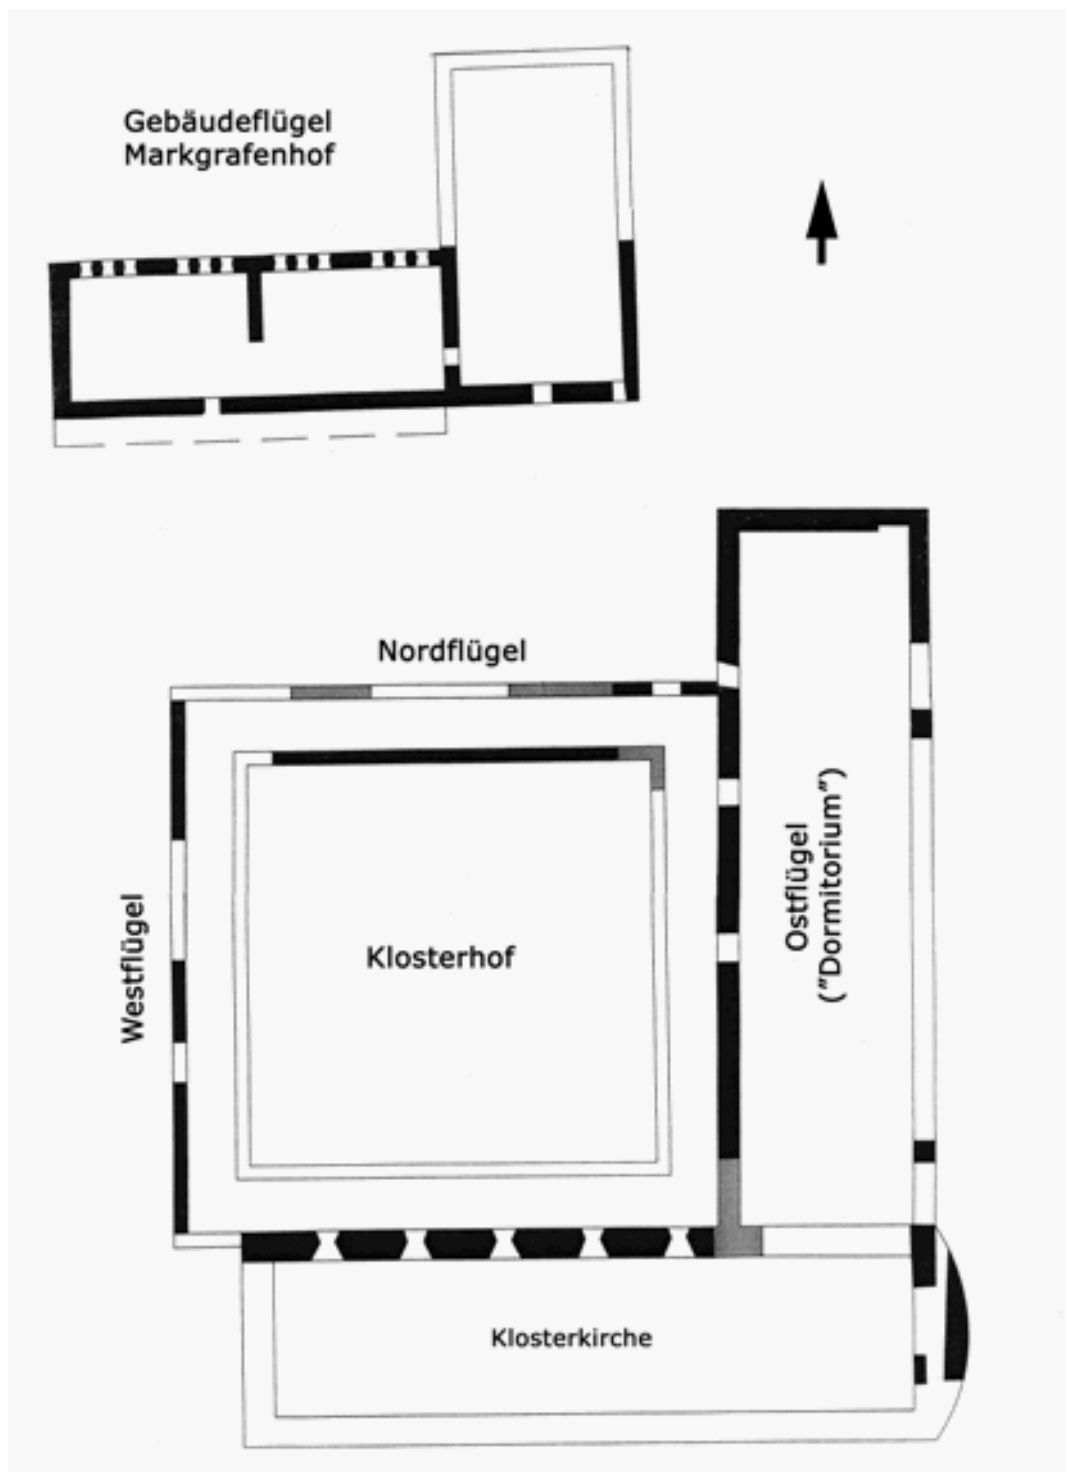 Gebäudeflügel
Markgrafenhof
Nordflügel
Westflügel
Klosterhof
Ostflügel
("Dormitorium")
Klosterkirche